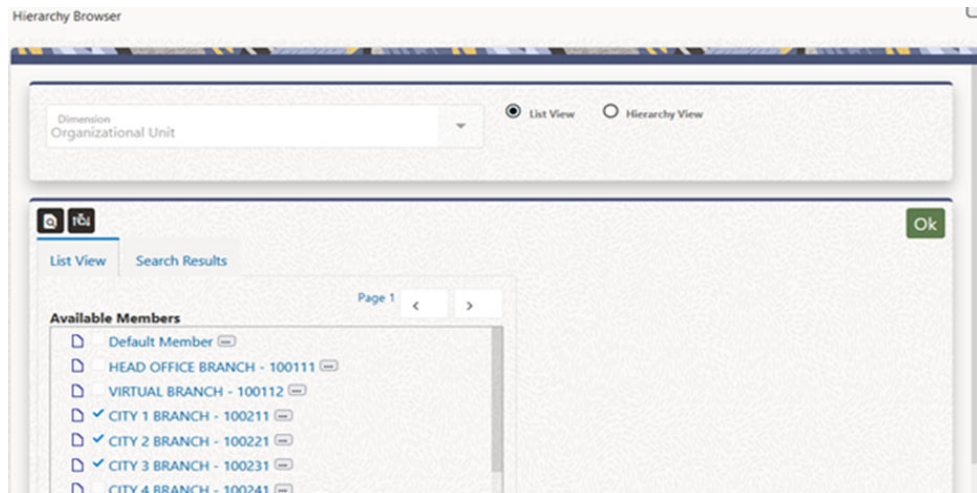 Hierarchy Browser
Dimension
Organizational Unit
List View
Hierarchy View
Ok
List View
Search Results
Page 1
Available Members
Default Member
HEAD OFFICE BRANCH - 100111
VIRTUAL BRANCH - 100112
CITY 1 BRANCH - 100211
CITY 2 BRANCH - 100221
CITY 3 BRANCH - 100231
CITY 4 BRANCH - 100241